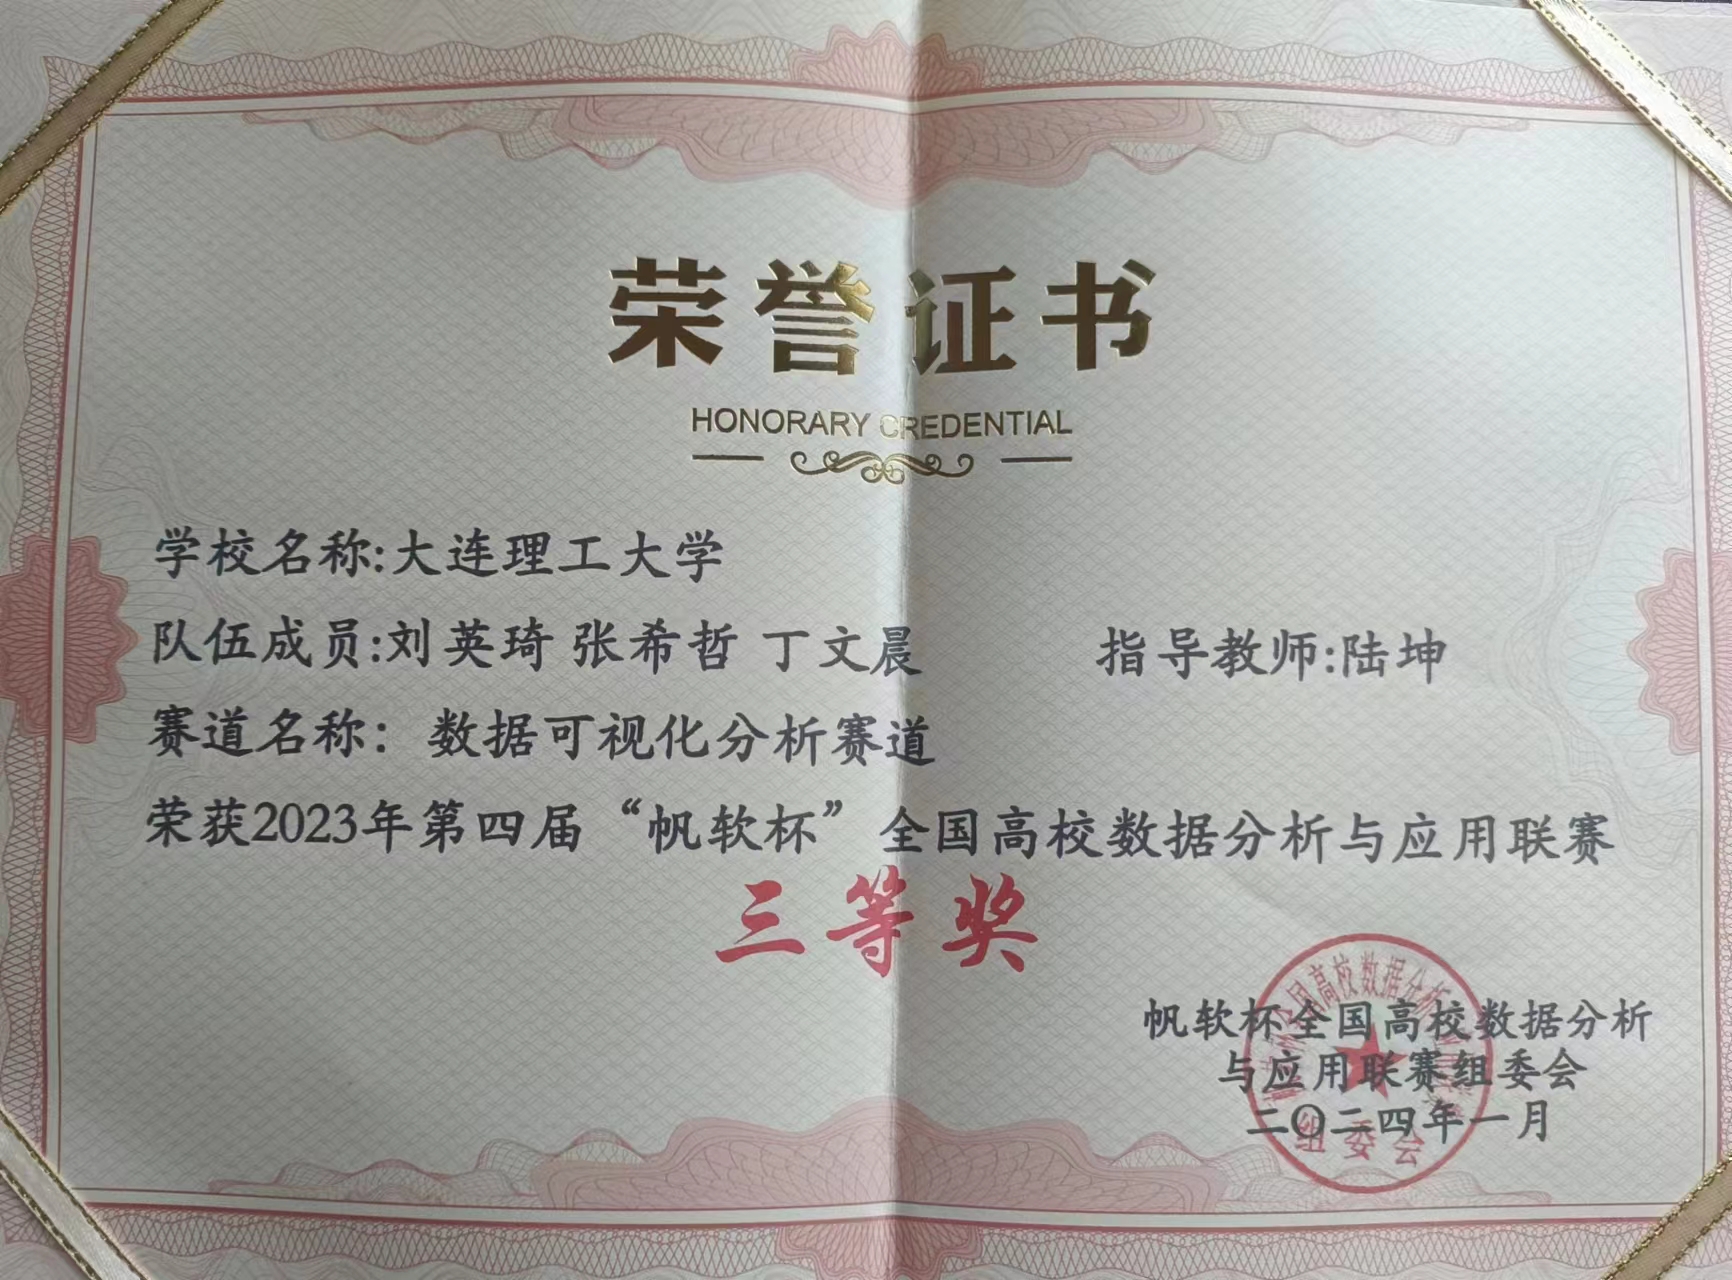 荣誉证书
HONORARY CREDENTIAL
学校名称:大连理工大学
队伍成员:刘英琦 张希哲 丁文晨 指导教师:陆坤
赛道名称： 数据可视化分析赛道
荣获2023年第四届“帆软杯”全国高校数据分析与应用联赛
三等奖
帆软杯全国高校数据分析
与应用联赛组委会
二〇二四年一月
国高校数据分析
组委会